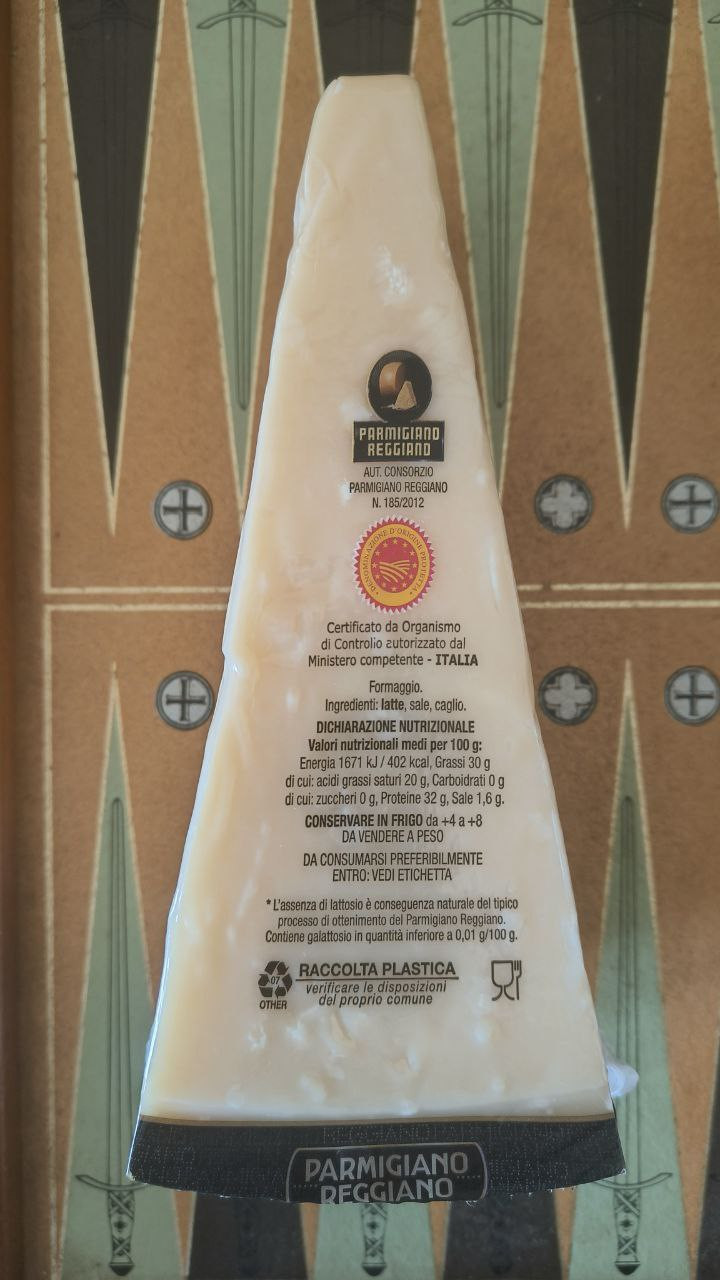 PARMIGIANO
REGGIANO
AUT. CONSORZIO
PARMIGIANO REGGIANO
N. 185/2012
DENOMINAZIONE D'ORIGINE PROTETTA
Certificato da Organismo
di Controllo autorizzato dal
Ministero competente - ITALIA
Formaggio.
Ingredienti: latte, sale, caglio.
DICHIARAZIONE NUTRIZIONALE
Valori nutrizionali medi per 100 g:
Energia 1671 kJ / 402 kcal, Grassi 30 g
di cui: acidi grassi saturi 20 g, Carboidrati 0 g
di cui: zuccheri 0 g, Proteine 32 g, Sale 1,6 g.
CONSERVARE IN FRIGO da +4 a +8
DA VENDERE A PESO
DA CONSUMARSI PREFERIBILMENTE
ENTRO: VEDI ETICHETTA
* L'assenza di lattosio è conseguenza naturale del tipico
processo di ottenimento del Parmigiano Reggiano.
Contiene galattosio in quantità inferiore a 0,01 g/100 g.
07
OTHER
RACCOLTA PLASTICA
verificare le disposizioni
del proprio comune
PARMIGIANO
REGGIANO